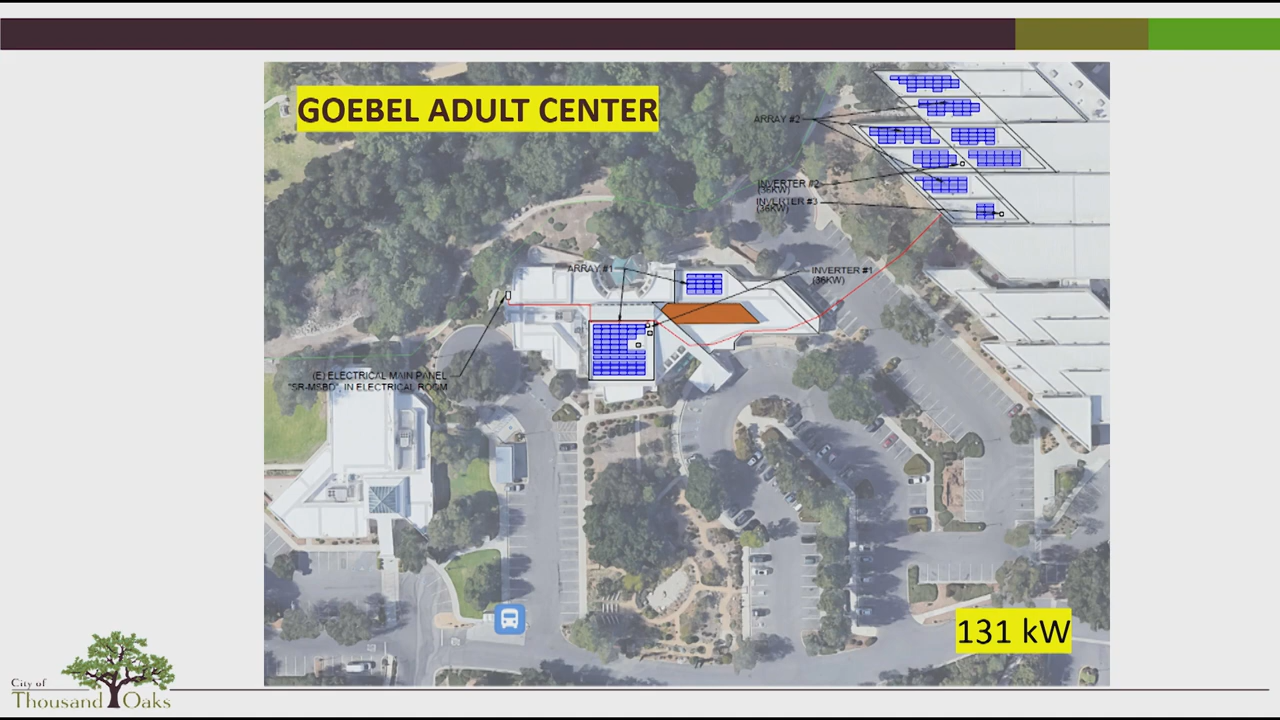 GOEBEL ADULT CENTER
ARRAY #2
INVERTER #2
(36KW)
INVERTER #3
(36KW)
ARRAY #1
INVERTER #1
(36KW)
(E) ELECTRICAL MAIN PANEL
"SR-MSBD", IN ELECTRICAL ROOM
131 kW
City of
Thousand Oaks